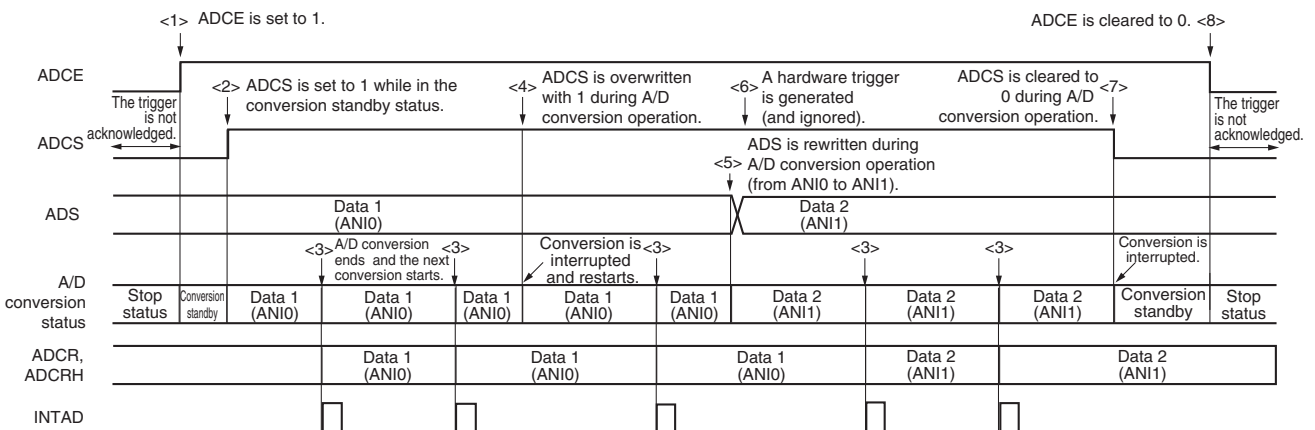 <1> ADCE is set to 1.
ADCE is cleared to 0. <8>
ADCE
The trigger
is not
acknowledged.
<2> ADCS is set to 1 while in the
conversion standby status.
<4> ADCS is overwritten
with 1 during A/D
conversion operation.
<6> A hardware trigger
is generated
(and ignored).
ADCS is cleared to
0 during A/D <7>
conversion operation.
The trigger
is not
acknowledged.
ADCS
<5> ADS is rewritten during
A/D conversion operation
(from ANI0 to ANI1).
ADS
Data 1
(ANI0)
Data 2
(ANI1)
<3> A/D conversion
ends and the next
conversion starts.
<3>
Conversion is
interrupted
and restarts.
<3>
<3>
<3>
Conversion is
interrupted.
A/D
conversion
status
Stop
status
Conversion
standby
Data 1
(ANI0)
Data 1
(ANI0)
Data 1
(ANI0)
Data 1
(ANI0)
Data 1
(ANI0)
Data 2
(ANI1)
Data 2
(ANI1)
Data 2
(ANI1)
Conversion
standby
Stop
status
ADCR,
ADCRH
Data 1
(ANI0)
Data 1
(ANI0)
Data 1
(ANI0)
Data 2
(ANI1)
Data 2
(ANI1)
INTAD